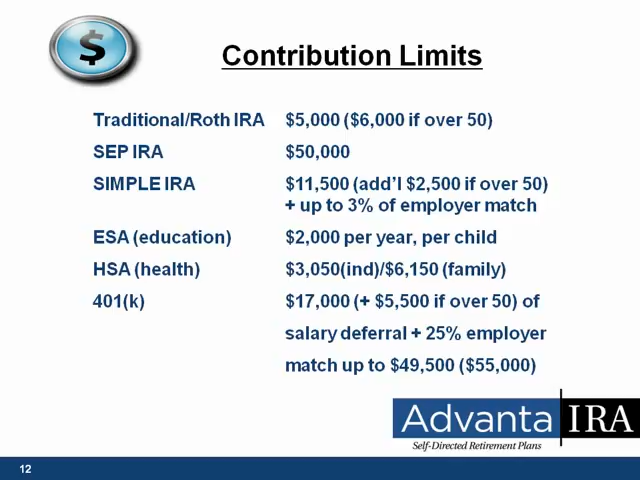 $
Contribution Limits
Traditional/Roth IRA $5,000 ($6,000 if over 50)
SEP IRA $50,000
SIMPLE IRA $11,500 (add'l $2,500 if over 50)
+ up to 3% of employer match
ESA (education) $2,000 per year, per child
HSA (health) $3,050(ind)/$6,150 (family)
401(k) $17,000 (+ $5,500 if over 50) of
salary deferral + 25% employer
match up to $49,500 ($55,000)
Advanta IRA
Self-Directed Retirement Plans
12